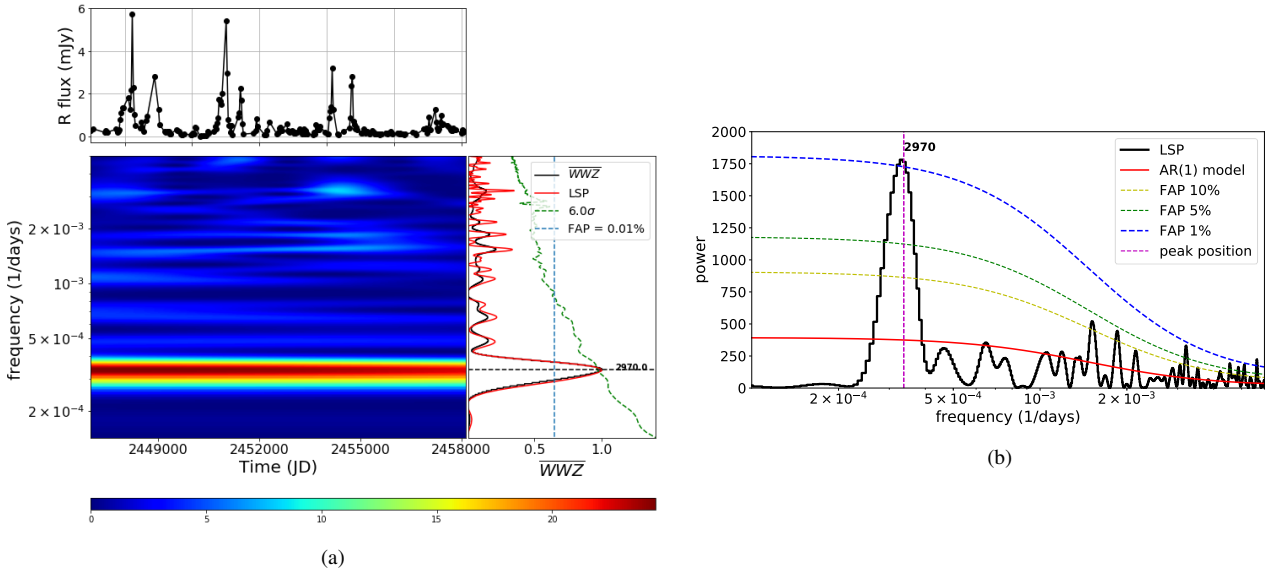 6
4
2
0
R flux (mJy)
frequency (1/days)
2 × 10⁻³
10⁻³
5 × 10⁻⁴
2 × 10⁻⁴
WWZ
LSP
6.0σ
FAP = 0.01%
2970.0
2449000 2452000 2455000 2458000
Time (JD)
0.5 1.0
WWZ
0 5 10 15 20
(a)
2000
1750
1500
1250
1000
750
500
250
0
power
2970
LSP
AR(1) model
FAP 10%
FAP 5%
FAP 1%
peak position
2 × 10⁻⁴ 5 × 10⁻⁴ 10⁻³ 2 × 10⁻³
frequency (1/days)
(b)